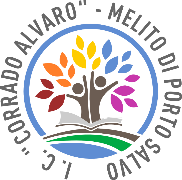 I. C "CORRADO ALVARO" - MELITO DI PORTO SALVO